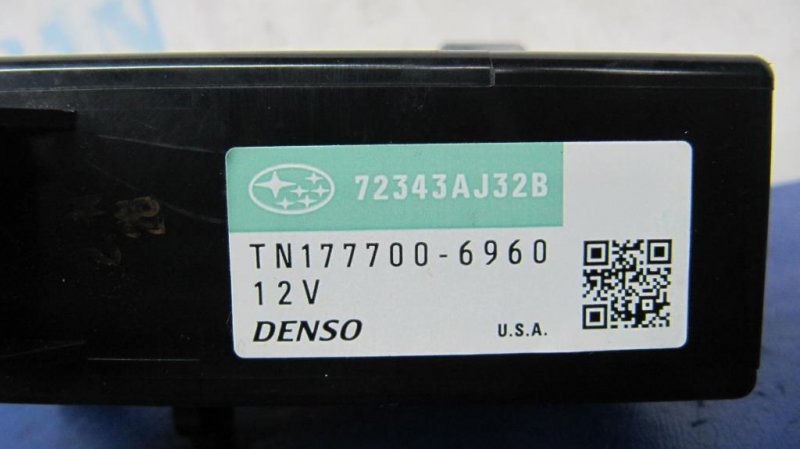 72343AJ32B
TN177700-6960
12V
DENSO
U.S.A.